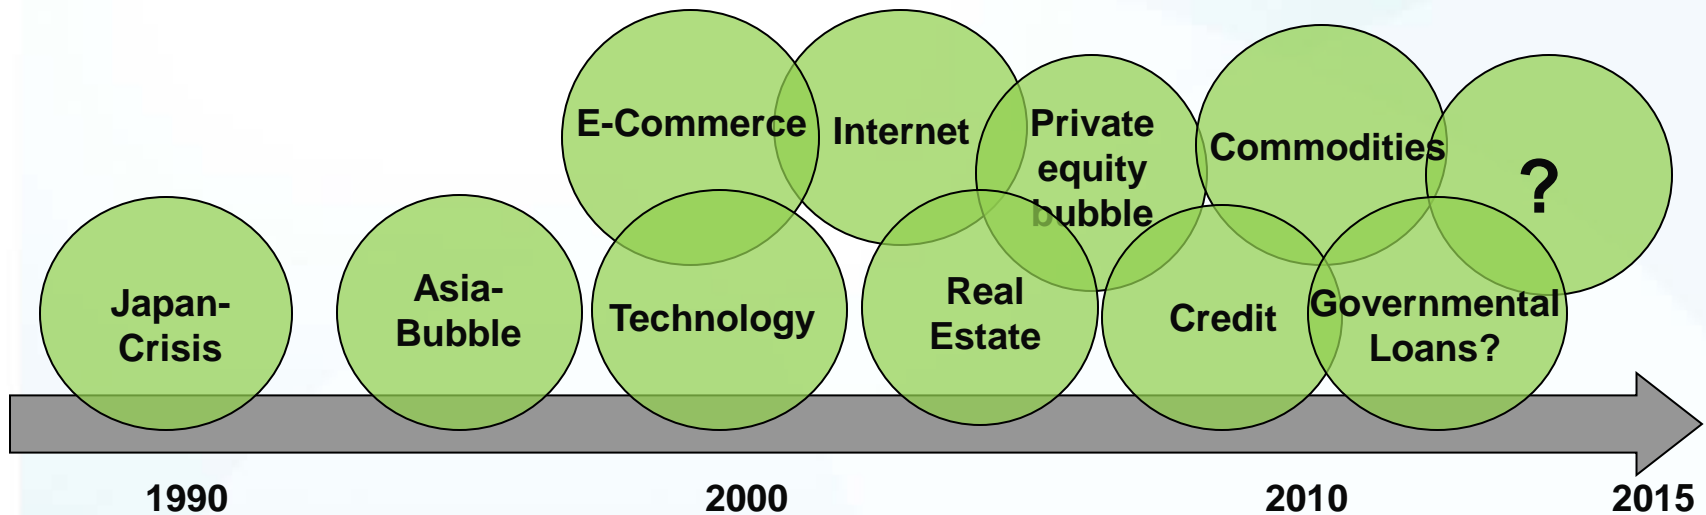 E-Commerce
Internet
Private
equity
bubble
Commodities
?
Japan-
Crisis
Asia-
Bubble
Technology
Real
Estate
Credit
Governmental
Loans?
1990
2000
2010
2015